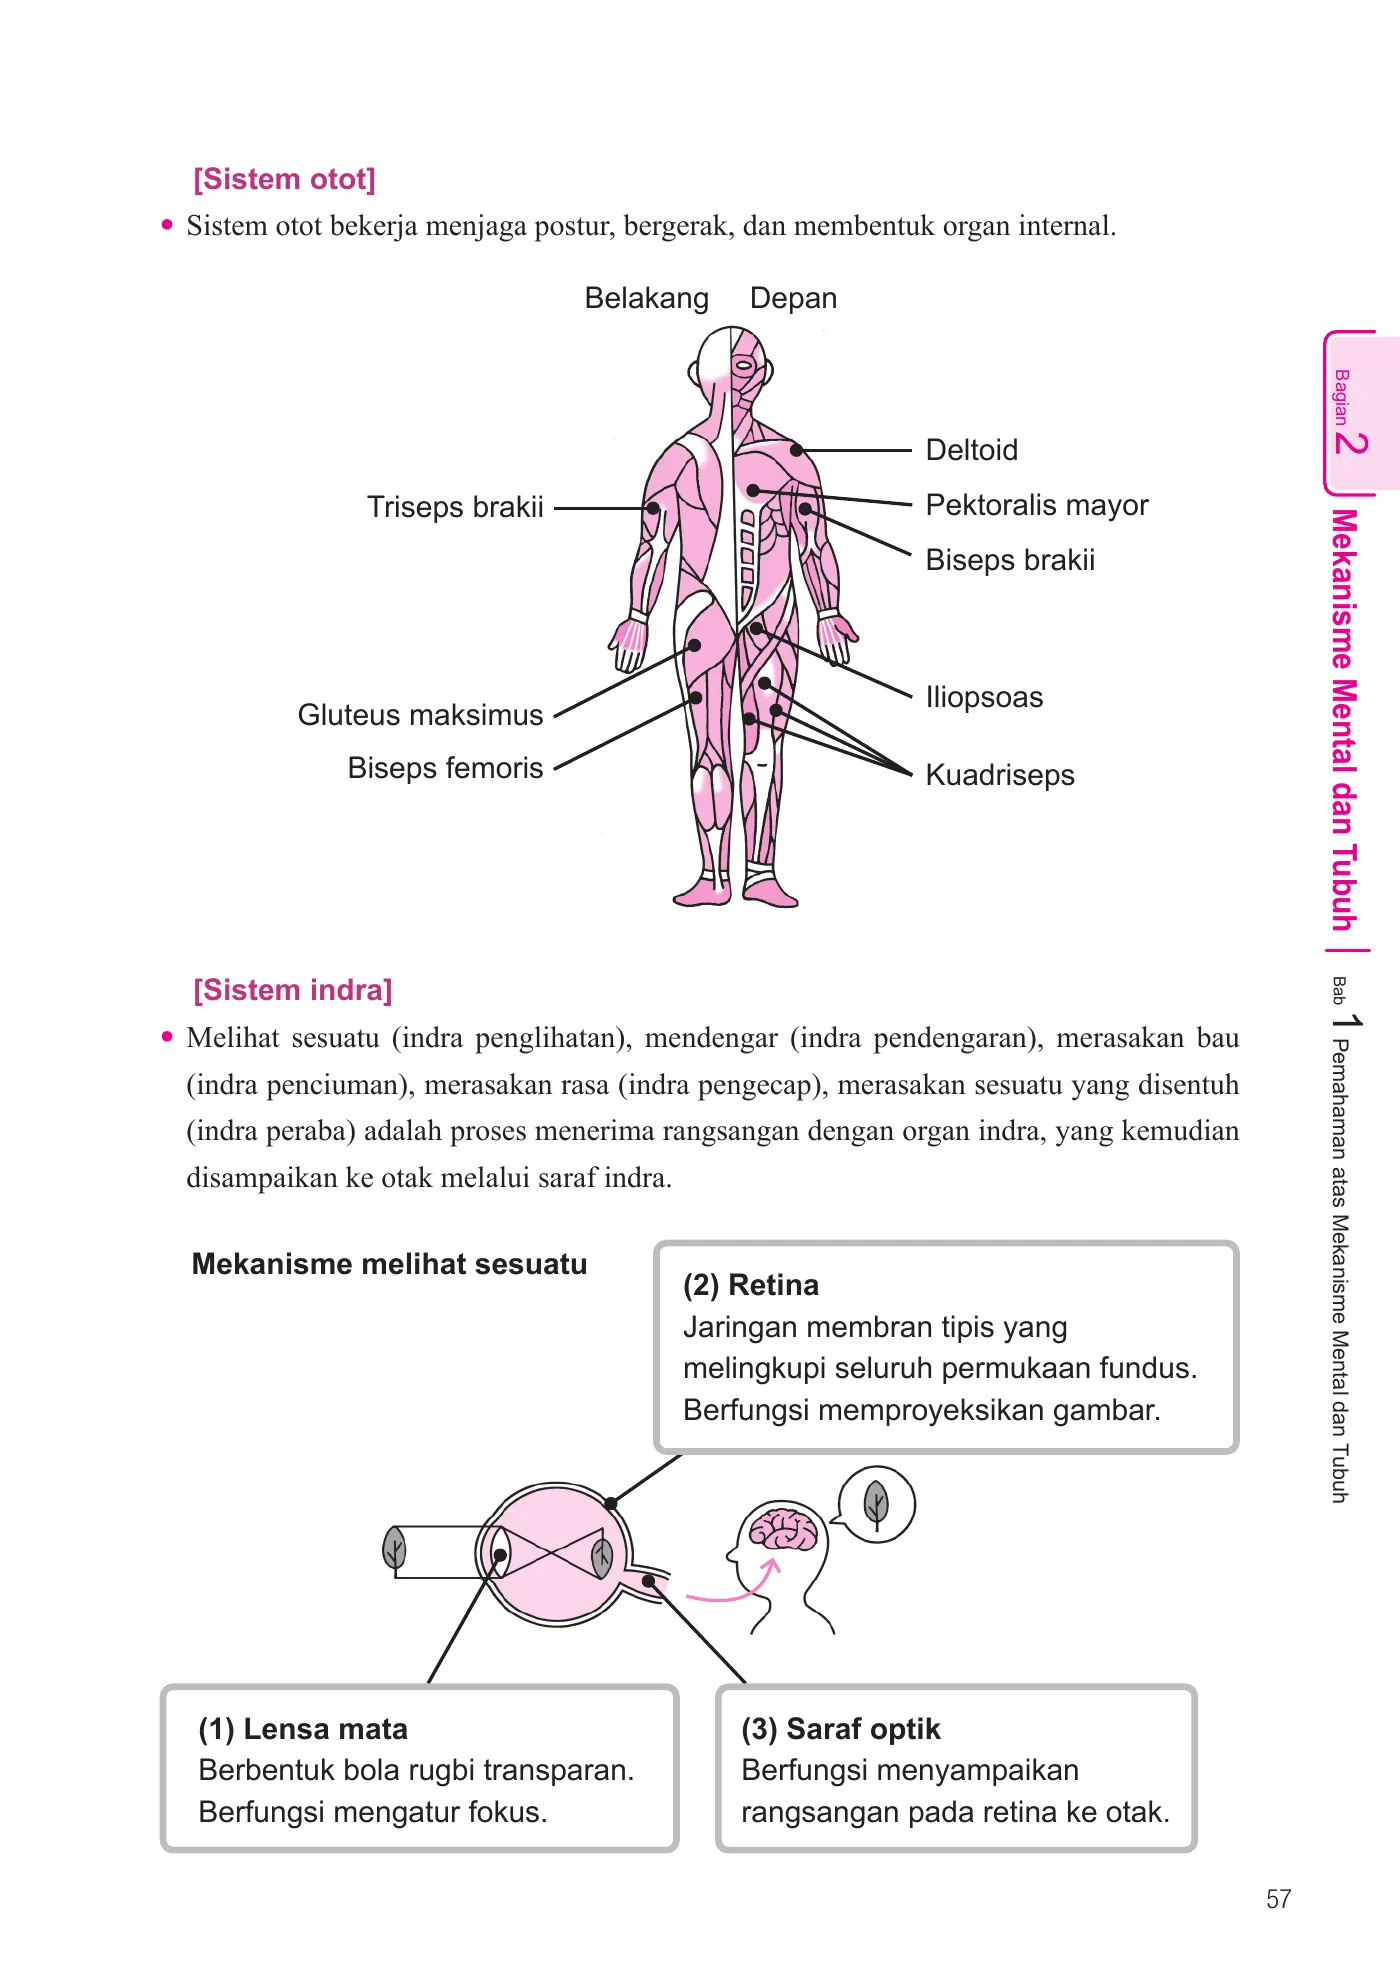 [Sistem otot]
• Sistem otot bekerja menjaga postur, bergerak, dan membentuk organ internal.
Belakang Depan
Deltoid
Pektoralis mayor
Triseps brakii
Biseps brakii
Iliopsoas
Gluteus maksimus
Biseps femoris
Kuadriseps
[Sistem indra]
• Melihat sesuatu (indra penglihatan), mendengar (indra pendengaran), merasakan bau
(indra penciuman), merasakan rasa (indra pengecap), merasakan sesuatu yang disentuh
(indra peraba) adalah proses menerima rangsangan dengan organ indra, yang kemudian
disampaikan ke otak melalui saraf indra.
Mekanisme melihat sesuatu
(2) Retina
Jaringan membran tipis yang
melingkupi seluruh permukaan fundus.
Berfungsi memproyeksikan gambar.
(1) Lensa mata
Berbentuk bola rugbi transparan.
Berfungsi mengatur fokus.
(3) Saraf optik
Berfungsi menyampaikan
rangsangan pada retina ke otak.
Bagian 2 Mekanisme Mental dan Tubuh
Bab 1 Pemahaman atas Mekanisme Mental dan Tubuh
57